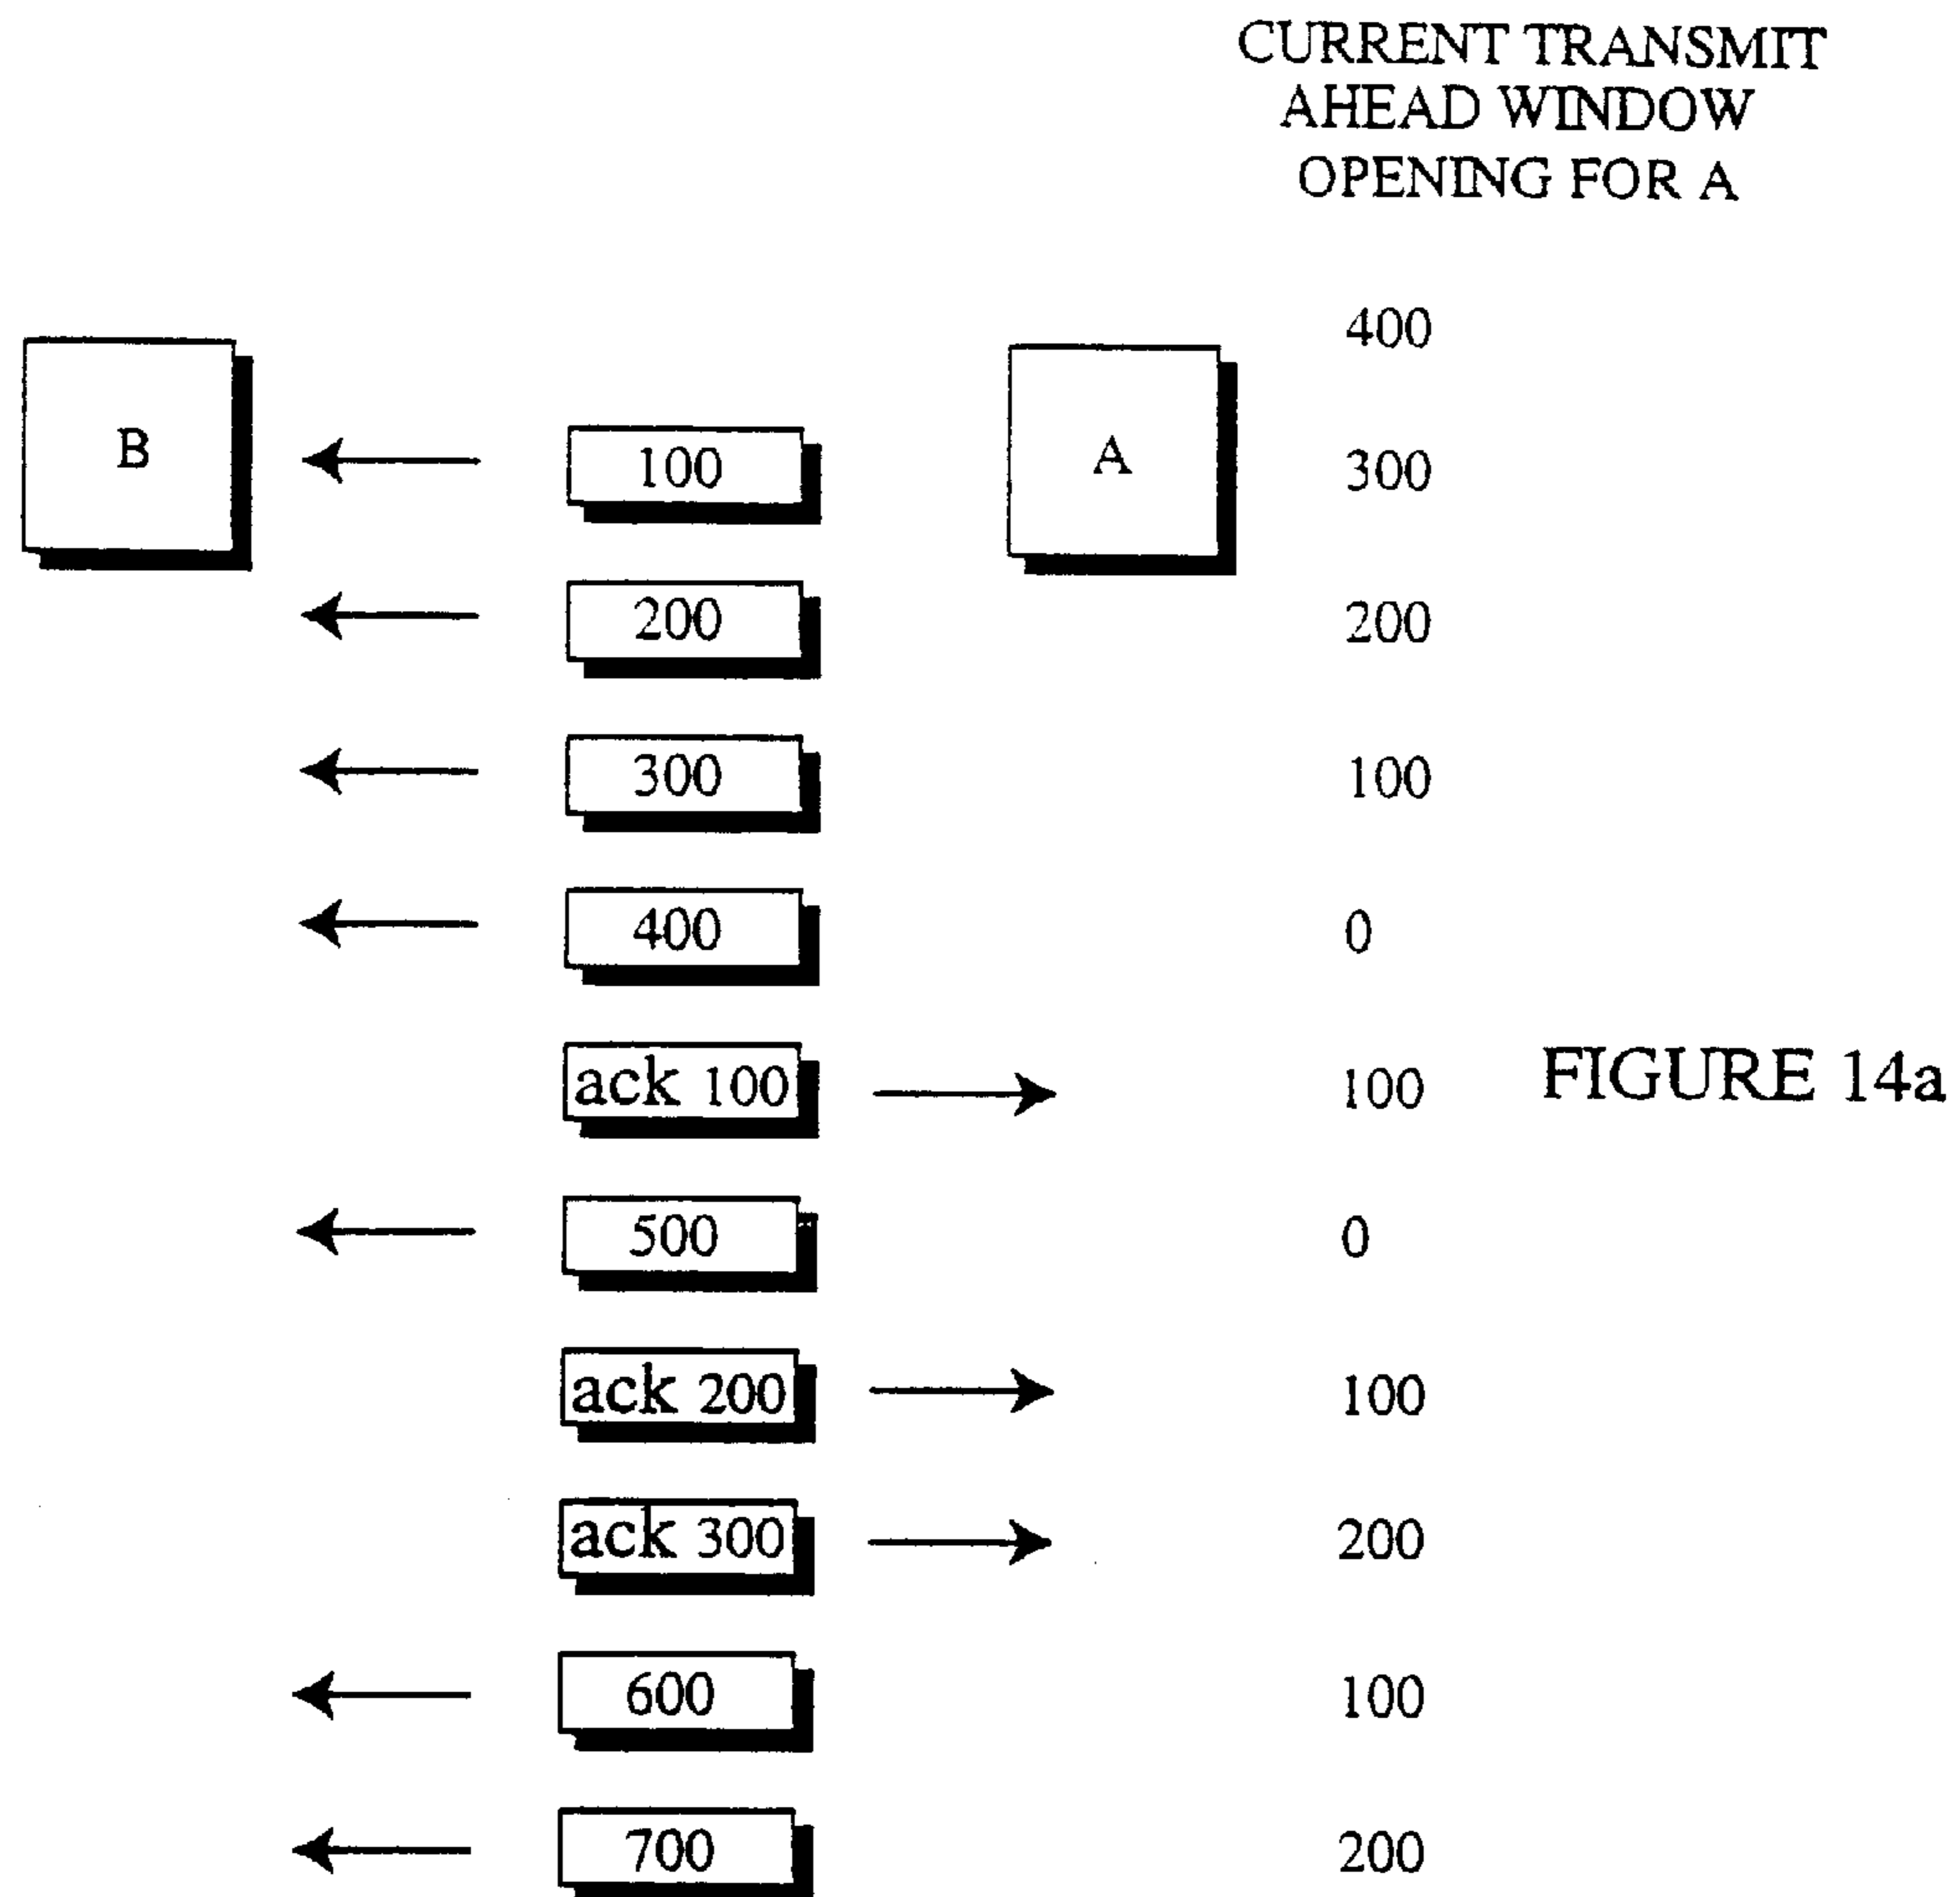 CURRENT TRANSMIT
AHEAD WINDOW
OPENING FOR A
400
B
100
A
300
200
200
300
100
400
0
ack 100
100
FIGURE 14a
500
0
ack 200
100
ack 300
200
600
100
700
200